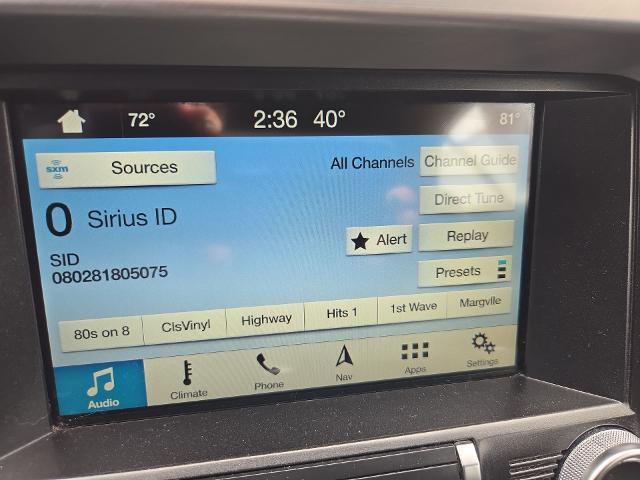 72° 2:36 40° 81°
sxm Sources
All Channels Channel Guide
0 Sirius ID
Direct Tune
Alert Replay
SID
080281805075
Presets
80s on 8 ClsVinyl Highway Hits 1 1st Wave Margvlle
Audio Climate Phone Nav Apps Settings